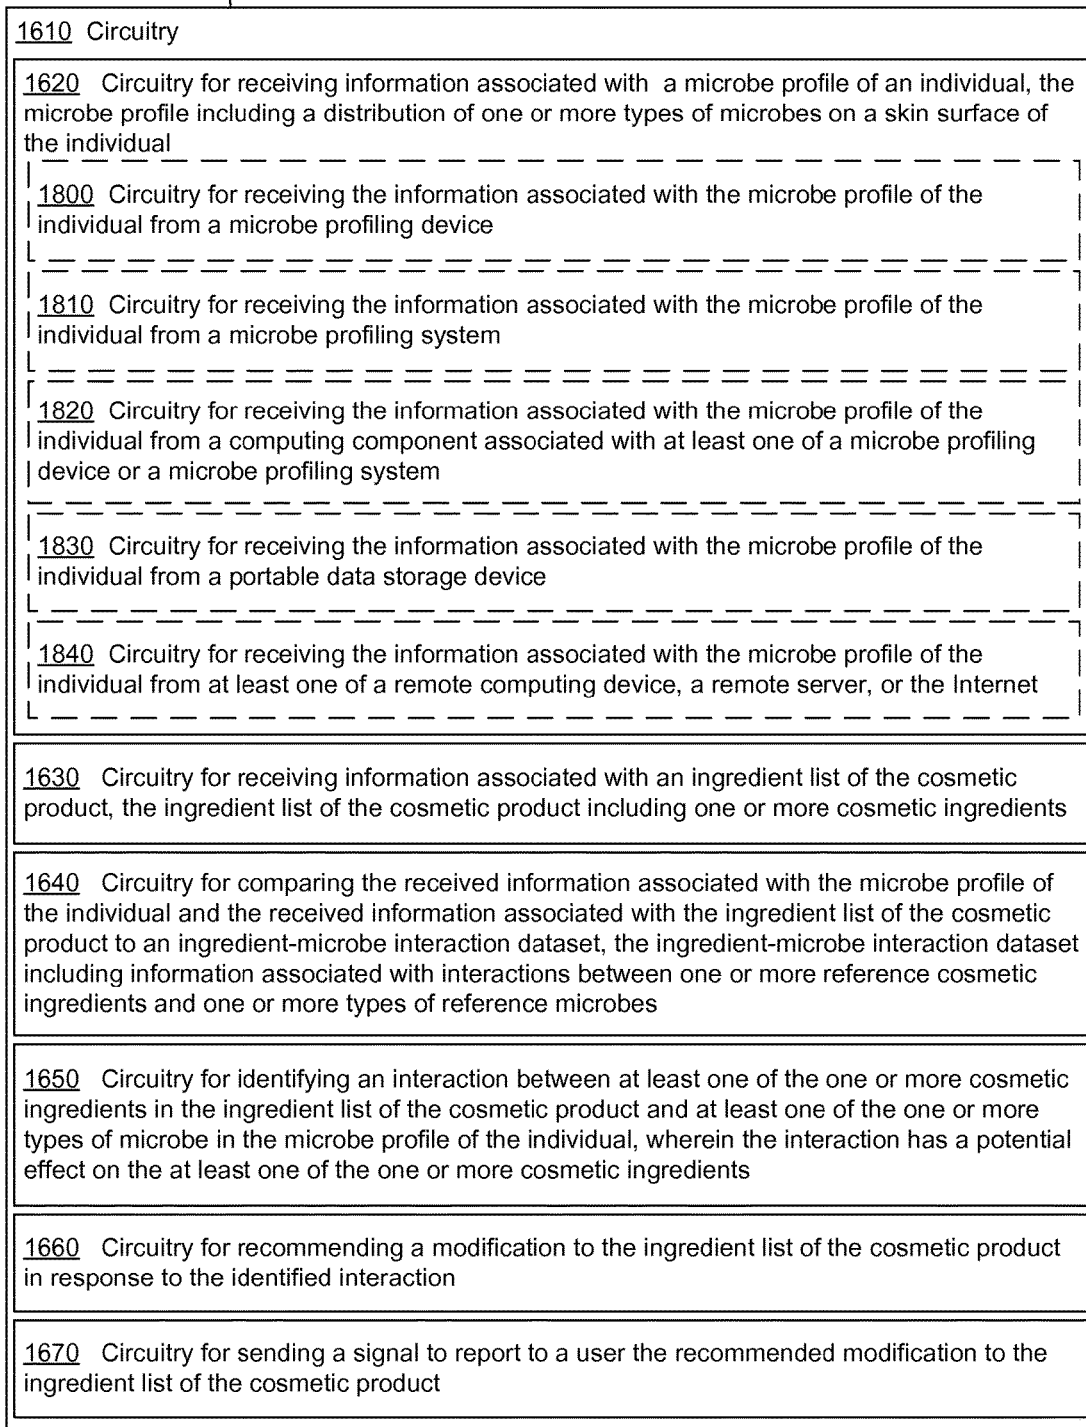 1610 Circuitry
1620 Circuitry for receiving information associated with a microbe profile of an individual, the
microbe profile including a distribution of one or more types of microbes on a skin surface of
the individual
1800 Circuitry for receiving the information associated with the microbe profile of the
individual from a microbe profiling device
1810 Circuitry for receiving the information associated with the microbe profile of the
individual from a microbe profiling system
1820 Circuitry for receiving the information associated with the microbe profile of the
individual from a computing component associated with at least one of a microbe profiling
device or a microbe profiling system
1830 Circuitry for receiving the information associated with the microbe profile of the
individual from a portable data storage device
1840 Circuitry for receiving the information associated with the microbe profile of the
individual from at least one of a remote computing device, a remote server, or the Internet
1630 Circuitry for receiving information associated with an ingredient list of the cosmetic
product, the ingredient list of the cosmetic product including one or more cosmetic ingredients
1640 Circuitry for comparing the received information associated with the microbe profile of
the individual and the received information associated with the ingredient list of the cosmetic
product to an ingredient-microbe interaction dataset, the ingredient-microbe interaction dataset
including information associated with interactions between one or more reference cosmetic
ingredients and one or more types of reference microbes
1650 Circuitry for identifying an interaction between at least one of the one or more cosmetic
ingredients in the ingredient list of the cosmetic product and at least one of the one or more
types of microbe in the microbe profile of the individual, wherein the interaction has a potential
effect on the at least one of the one or more cosmetic ingredients
1660 Circuitry for recommending a modification to the ingredient list of the cosmetic product
in response to the identified interaction
1670 Circuitry for sending a signal to report to a user the recommended modification to the
ingredient list of the cosmetic product